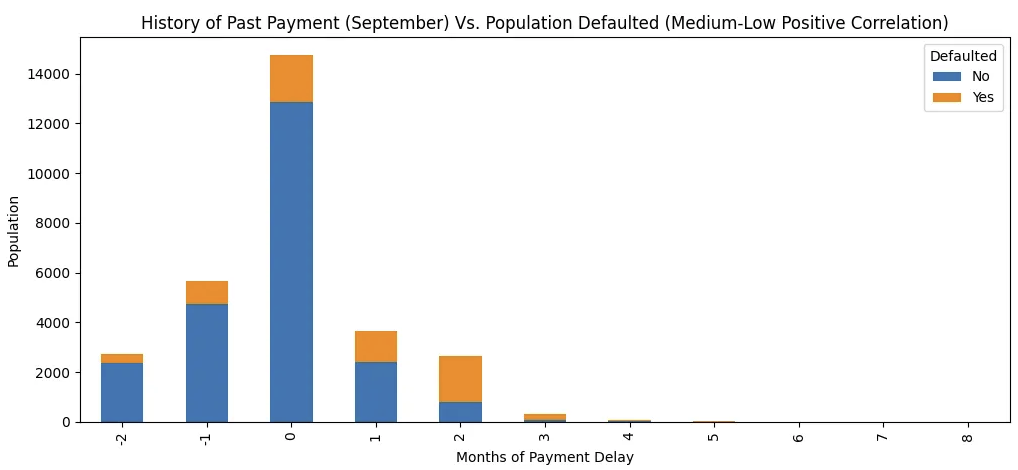 History of Past Payment (September) Vs. Population Defaulted (Medium-Low Positive Correlation)
Defaulted
No
Yes
14000
12000
10000
8000
6000
4000
2000
0
Population
-2 -1 0 1 2 3 4 5 6 7 8
Months of Payment Delay